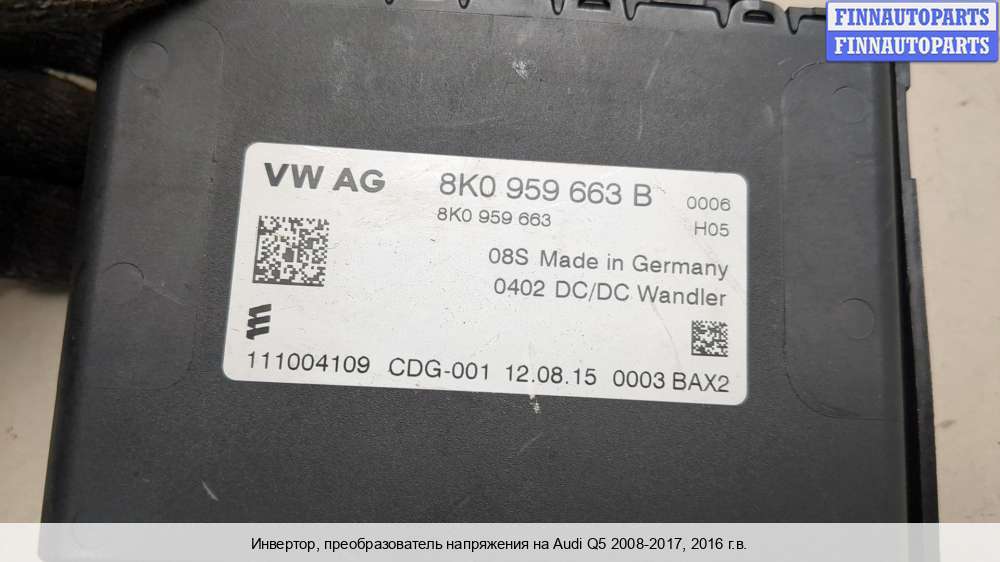 FINNAUTOPARTS
FINNAUTOPARTS
VW AG
8K0 959 663 B 0006
8K0 959 663 H05
08S Made in Germany
0402 DC/DC Wandler
111004109 CDG-001 12.08.15 0003 BAX2
Инвертор, преобразователь напряжения на Audi Q5 2008-2017, 2016 г.в.